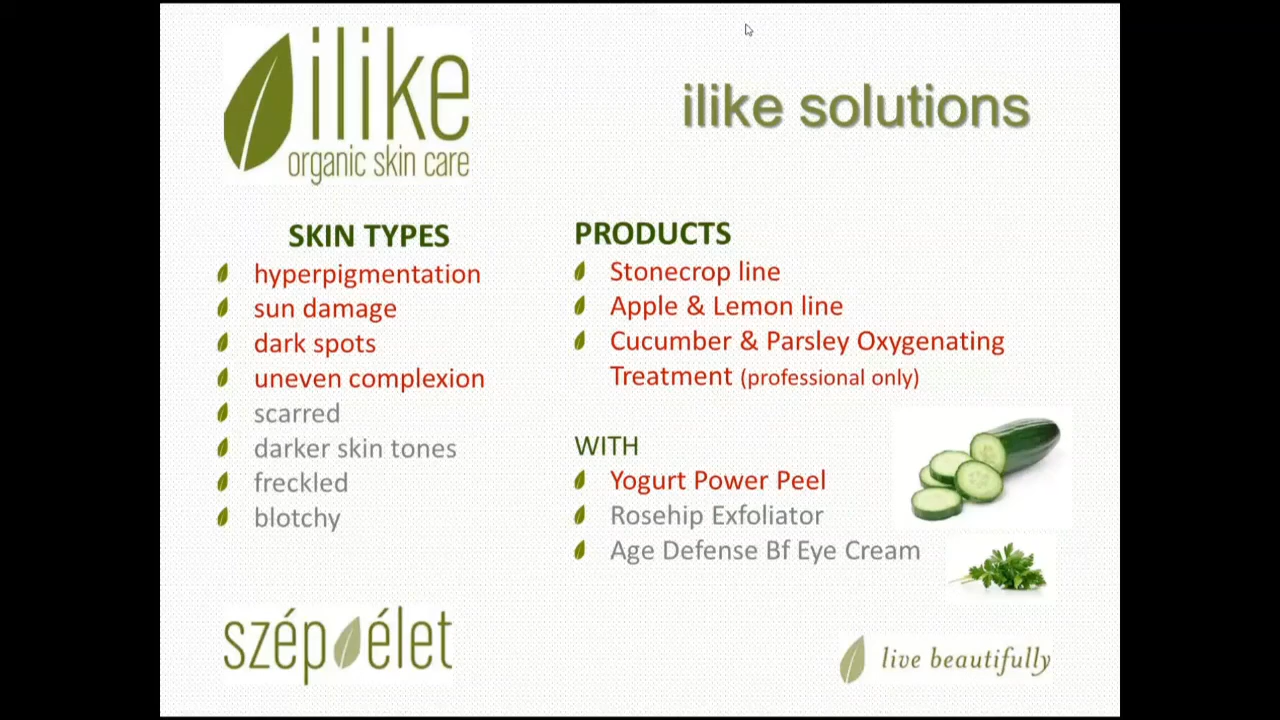 ilike
organic skin care
ilike solutions
SKIN TYPES
hyperpigmentation
sun damage
dark spots
uneven complexion
scarred
darker skin tones
freckled
blotchy
PRODUCTS
Stonecrop line
Apple & Lemon line
Cucumber & Parsley Oxygenating
Treatment (professional only)
WITH
Yogurt Power Peel
Rosehip Exfoliator
Age Defense Bf Eye Cream
szép élet
live beautifully